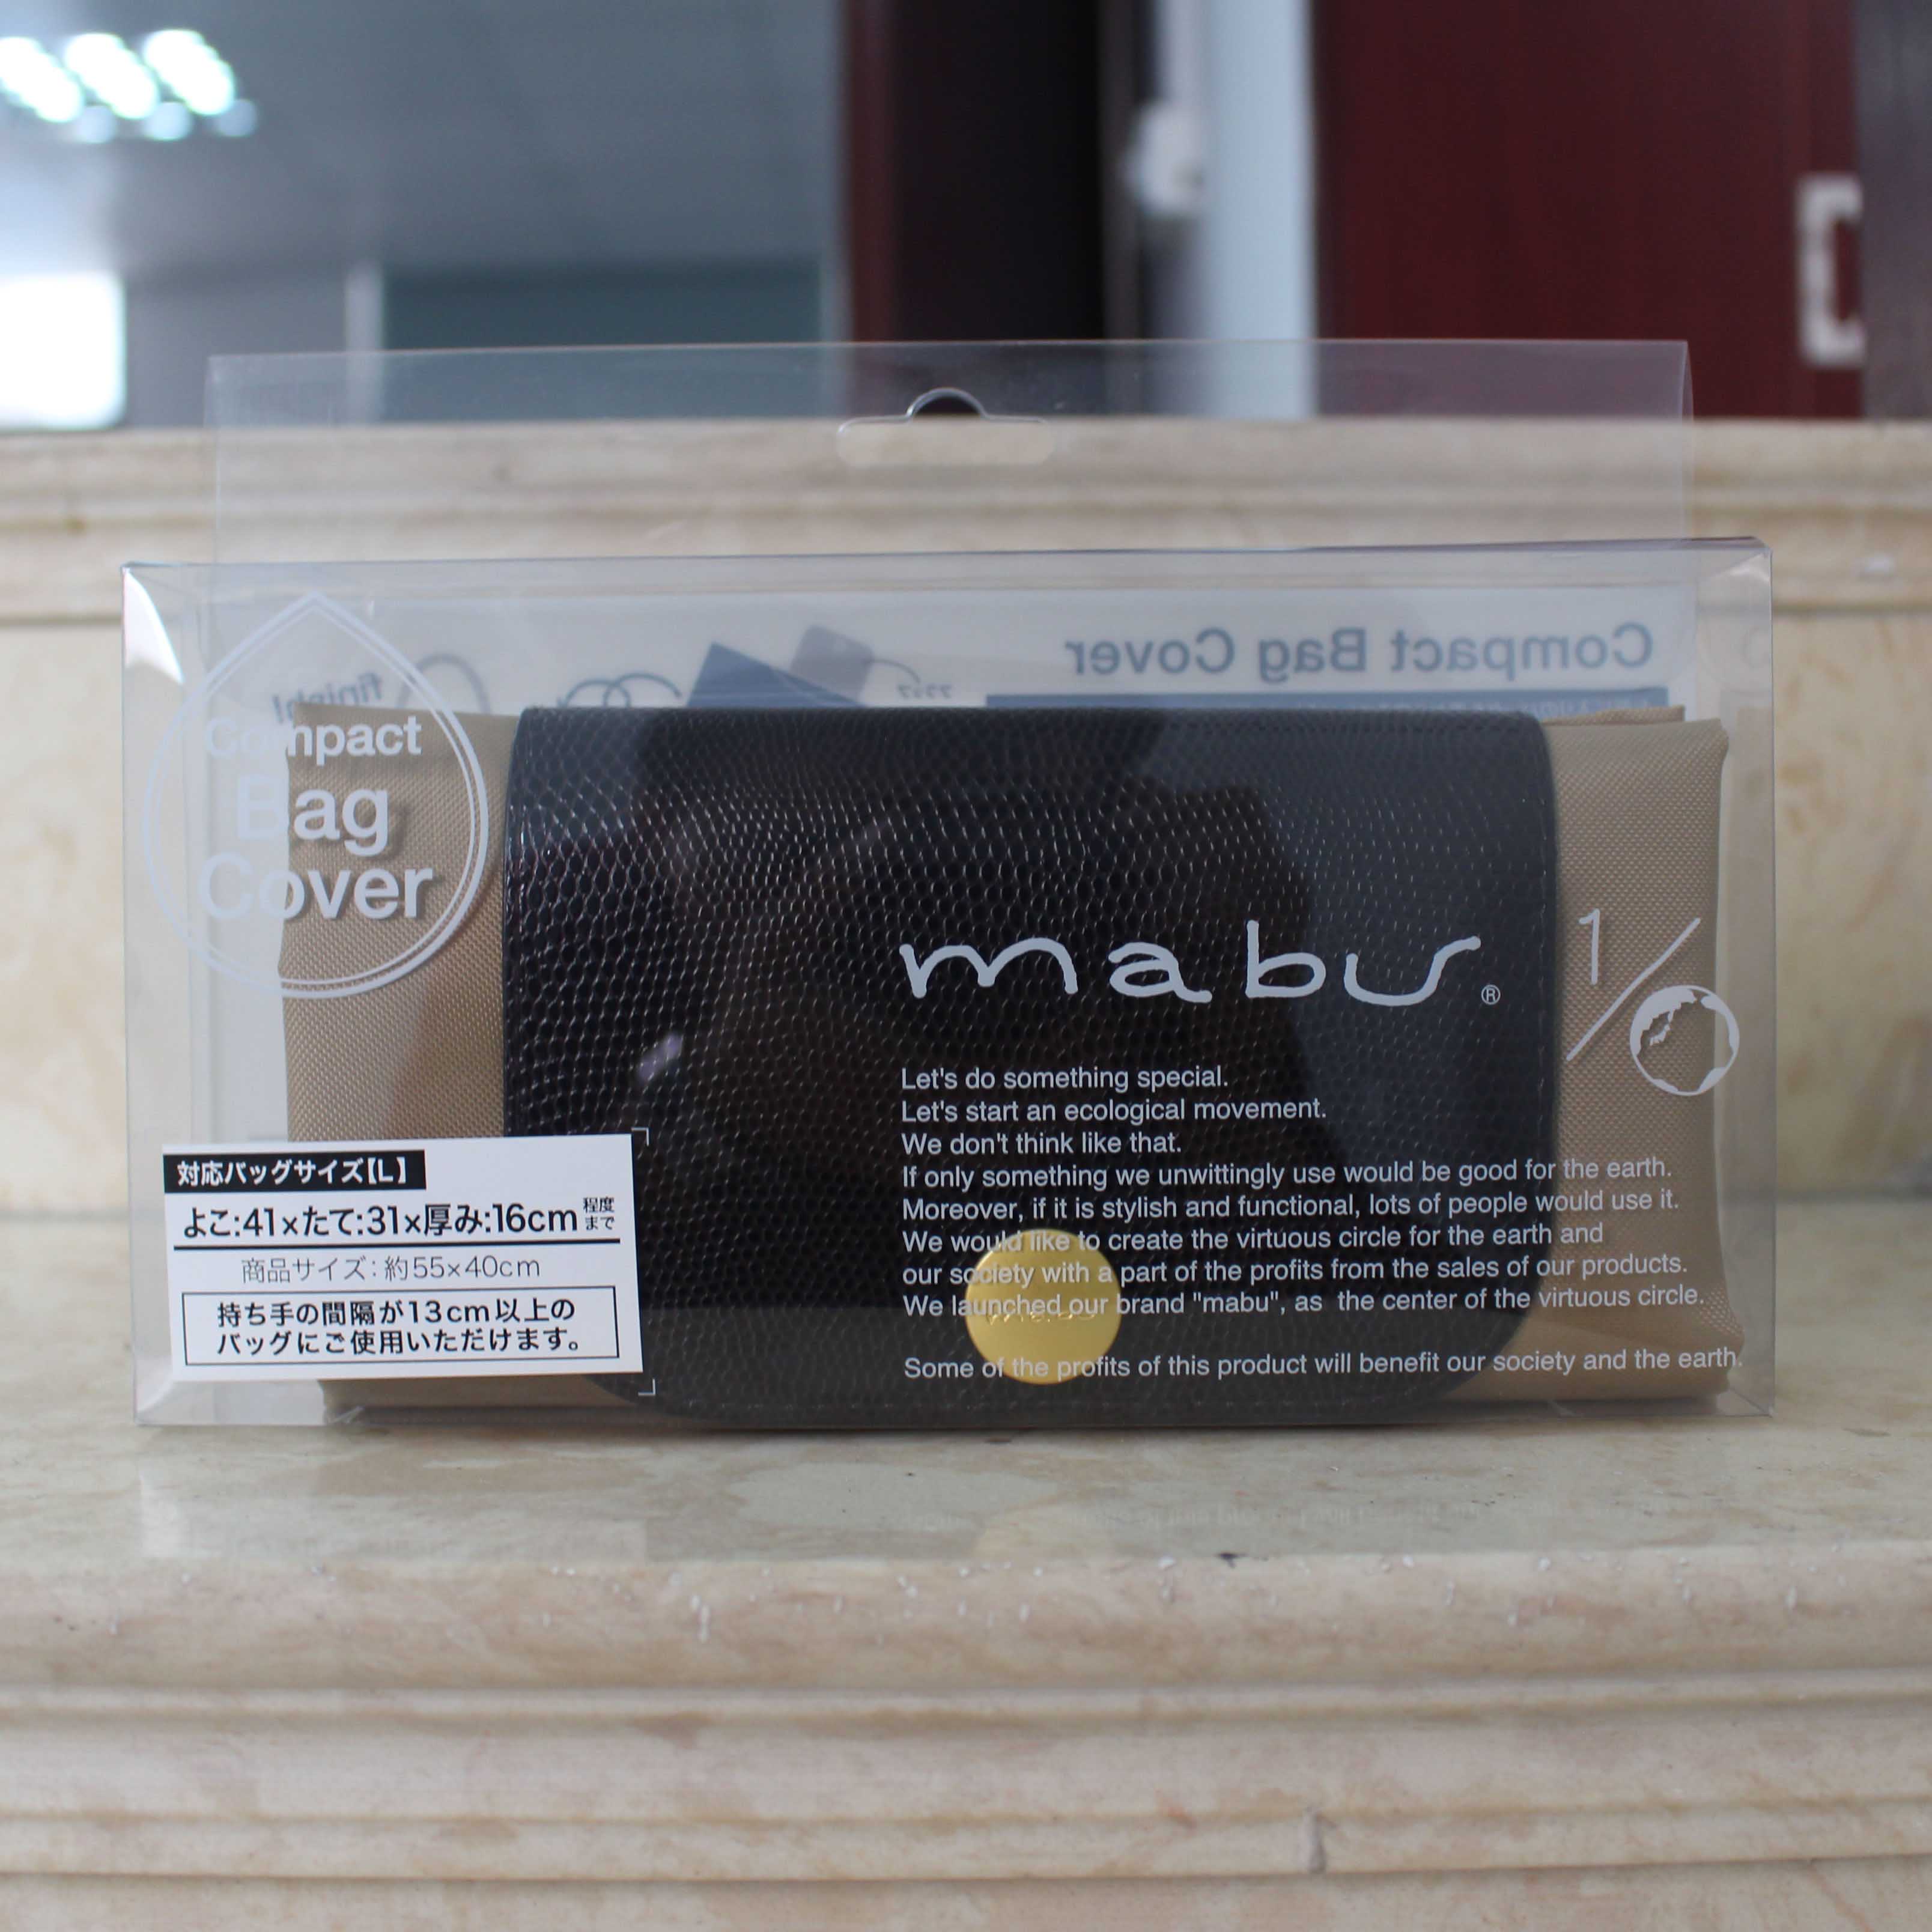 Compact Bag Cover
finish!
Compact
Bag
Cover
mabu®
1/
Let's do something special.
Let's start an ecological movement.
We don't think like that.
If only something we unwittingly use would be good for the earth.
Moreover, if it is stylish and functional, lots of people would use it.
We would like to create the virtuous circle for the earth and
our society with a part of the profits from the sales of our products.
We launched our brand "mabu", as the center of the virtuous circle.
Some of the profits of this product will benefit our society and the earth.
mabu
対応バッグサイズ【L】
よこ:41×たて:31×厚み:16cm程度まで
商品サイズ:約55×40cm
持ち手の間隔が13cm以上の
バッグにご使用いただけます。